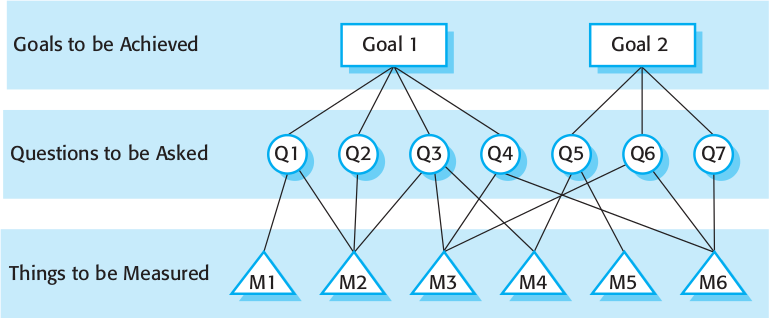 Goals to be Achieved
Goal 1
Goal 2
Questions to be Asked
Q1
Q2
Q3
Q4
Q5
Q6
Q7
Things to be Measured
M1
M2
M3
M4
M5
M6